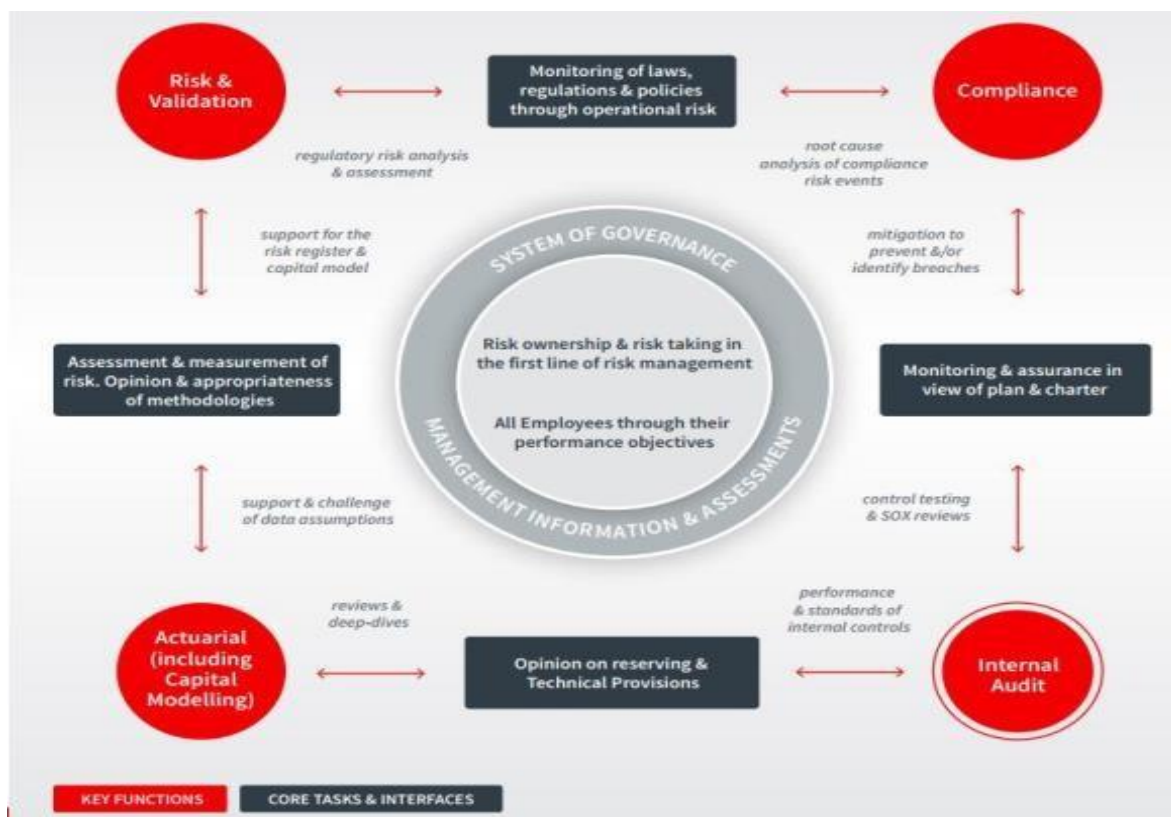 Risk &
Validation
Monitoring of laws,
regulations & policies
through operational risk
Compliance
regulatory risk analysis
& assessment
root cause
analysis of compliance
risk events
support for the
risk register &
capital model
SYSTEM OF GOVERNANCE
mitigation to
prevent &/or
identify breaches
Assessment & measurement of
risk. Opinion & appropriateness
of methodologies
Risk ownership & risk taking in
the first line of risk management
All Employees through their
performance objectives
Monitoring & assurance in
view of plan & charter
MANAGEMENT INFORMATION & ASSESSMENTS
support & challenge
of data assumptions
control testing
& SOX reviews
Actuarial
(including
Capital
Modelling)
reviews &
deep-dives
Opinion on reserving &
Technical Provisions
performance
& standards of
internal controls
Internal
Audit
KEY FUNCTIONS
CORE TASKS & INTERFACES